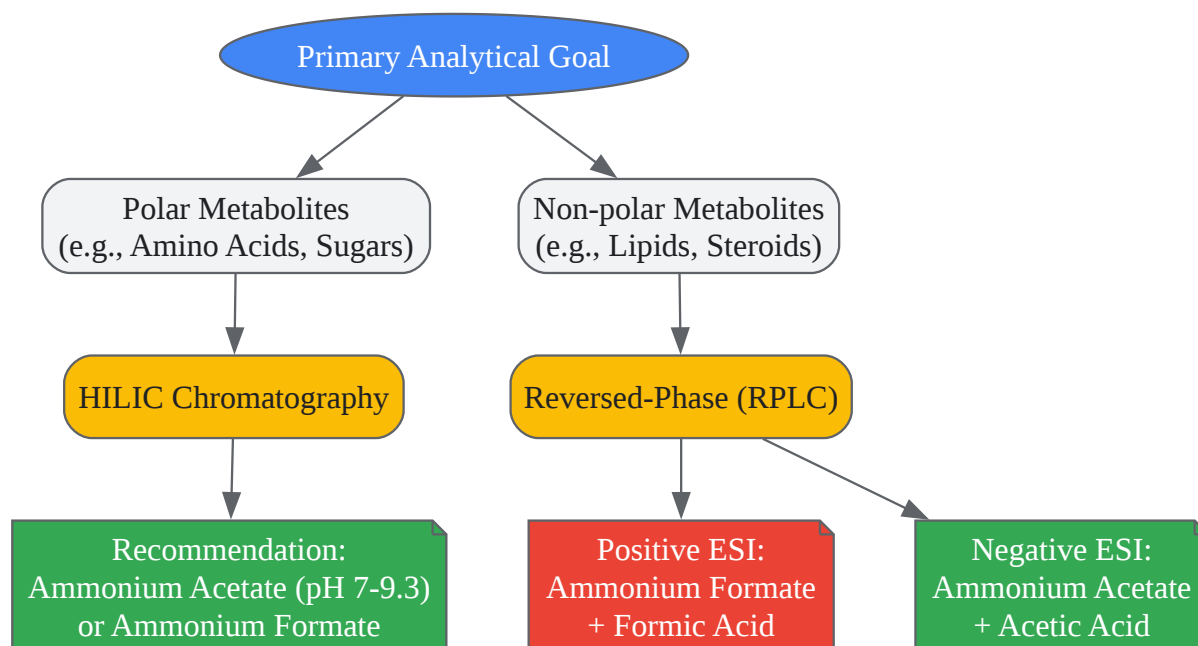 Primary Analytical Goal
Polar Metabolites
(e.g., Amino Acids, Sugars)
Non-polar Metabolites
(e.g., Lipids, Steroids)
HILIC Chromatography
Reversed-Phase (RPLC)
Recommendation:
Ammonium Acetate (pH 7-9.3)
or Ammonium Formate
Positive ESI:
Ammonium Formate
+ Formic Acid
Negative ESI:
Ammonium Acetate
+ Acetic Acid